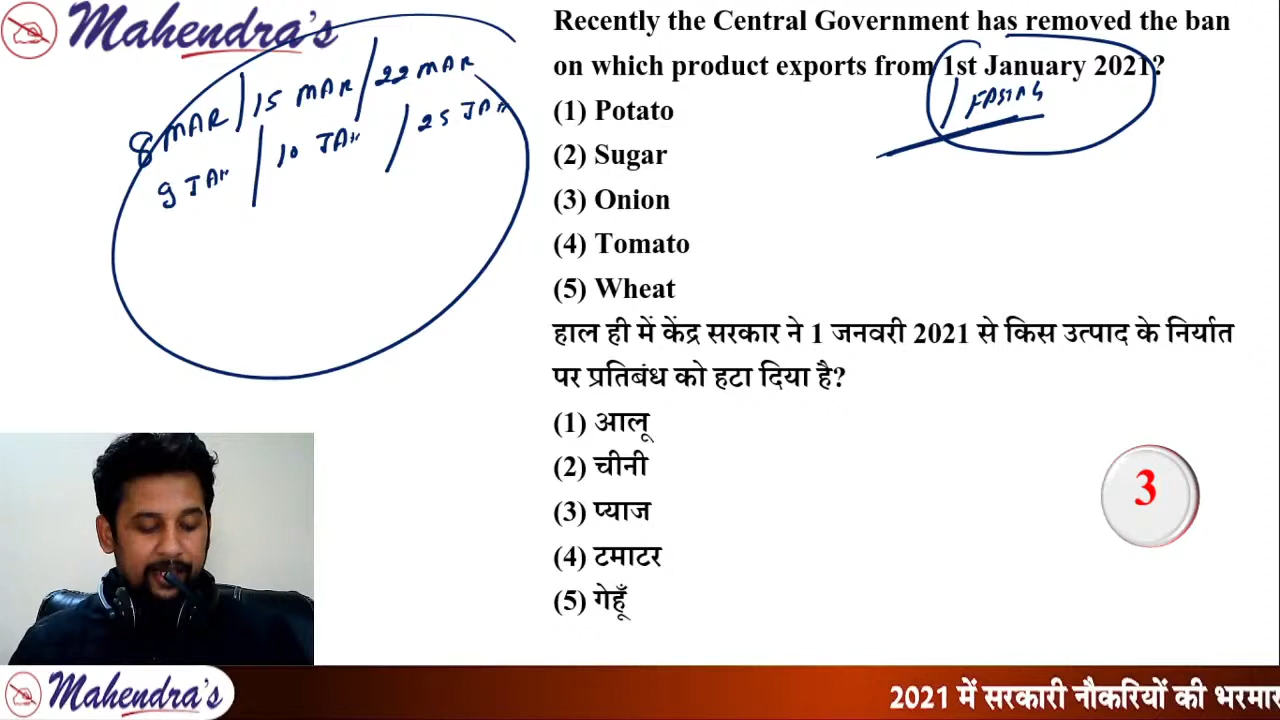 Mahendra's
8 MAR / 15 MAR / 22 MAR
9 JAN / 10 JAN / 25 JAN
Recently the Central Government has removed the ban
on which product exports from 1st January 2021?
FASTAG
(1) Potato
(2) Sugar
(3) Onion
(4) Tomato
(5) Wheat
हाल ही में केंद्र सरकार ने 1 जनवरी 2021 से किस उत्पाद के निर्यात
पर प्रतिबंध को हटा दिया है?
(1) आलू
(2) चीनी
(3) प्याज
(4) टमाटर
(5) गेहूँ
3
Mahendra's
2021 में सरकारी नौकरियों की भरमार